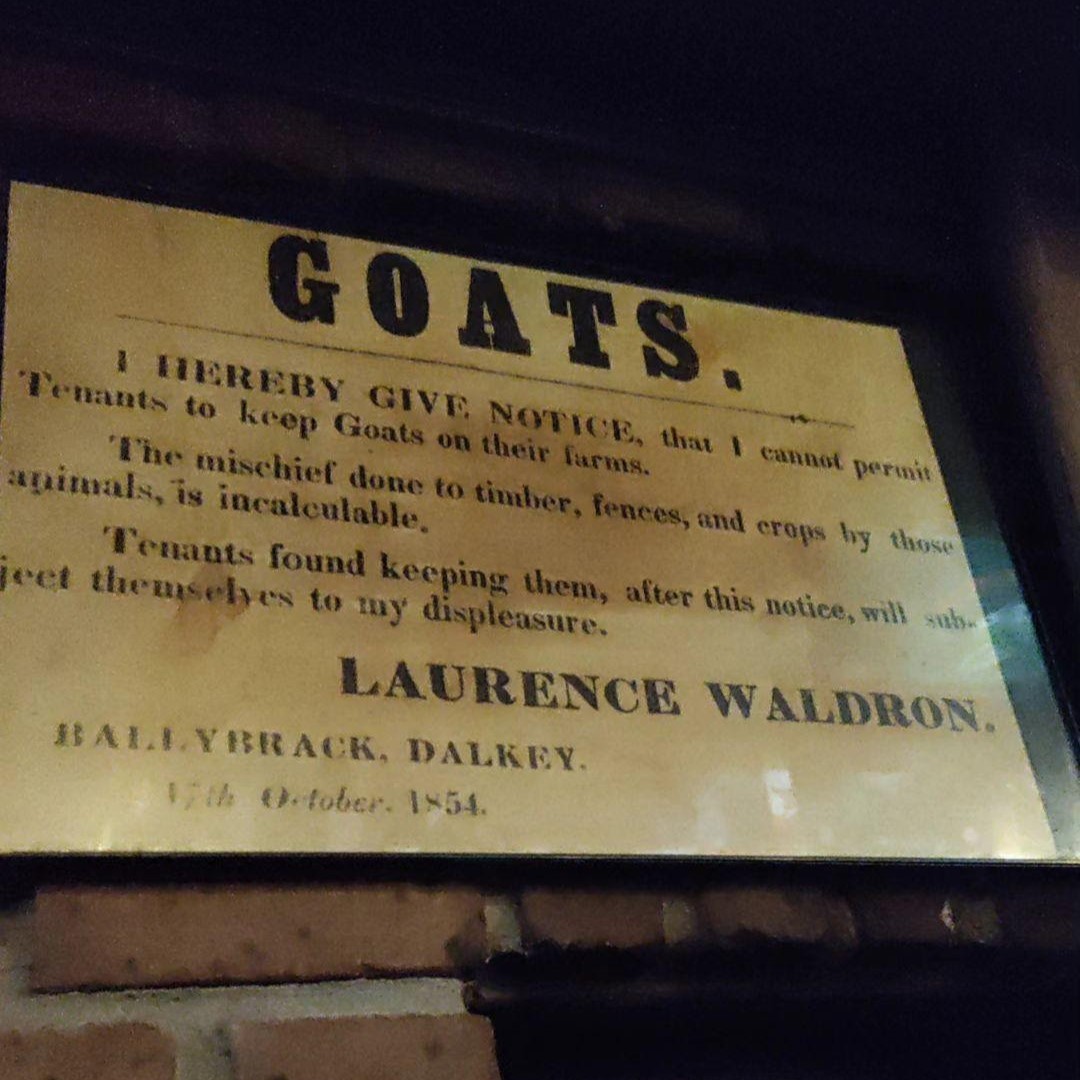 GOATS.
I HEREBY GIVE NOTICE, that I cannot permit
Tenants to keep Goats on their farms.
The mischief done to timber, fences, and crops by those
animals, is incalculable.
Tenants found keeping them, after this notice, will sub-
ject themselves to my displeasure.
LAURENCE WALDRON.
BALLYBRACK, DALKEY.
17th October. 1854.